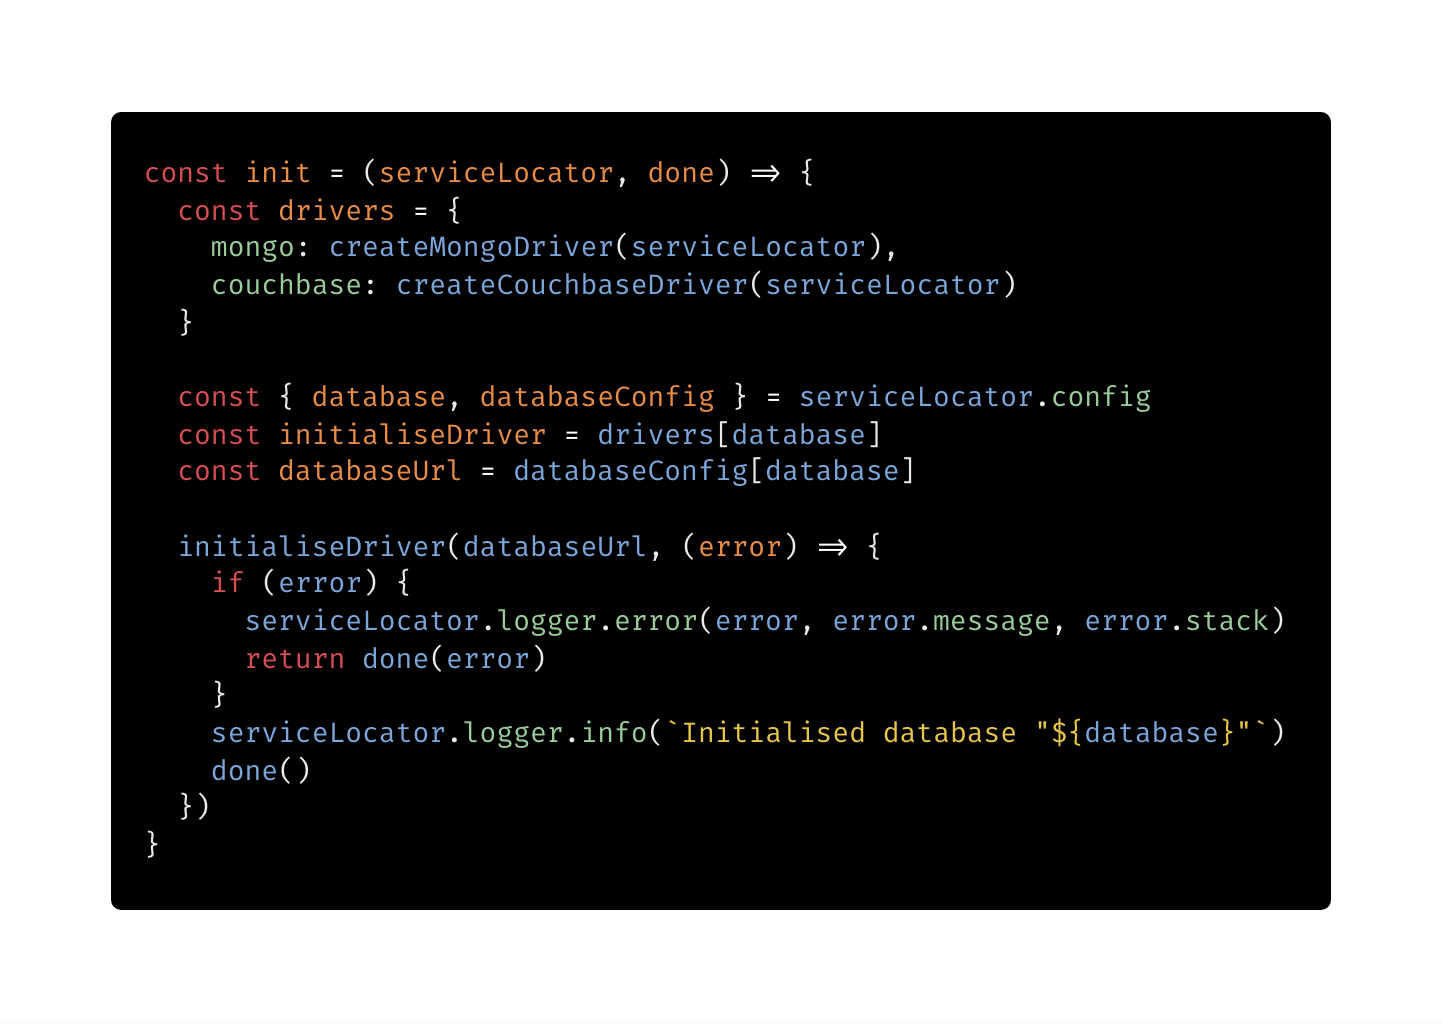 const init = (serviceLocator, done) => {
  const drivers = {
    mongo: createMongoDriver(serviceLocator),
    couchbase: createCouchbaseDriver(serviceLocator)
  }

  const { database, databaseConfig } = serviceLocator.config
  const initialiseDriver = drivers[database]
  const databaseUrl = databaseConfig[database]

  initialiseDriver(databaseUrl, (error) => {
    if (error) {
      serviceLocator.logger.error(error, error.message, error.stack)
      return done(error)
    }
    serviceLocator.logger.info(`Initialised database "${database}"`)
    done()
  })
}